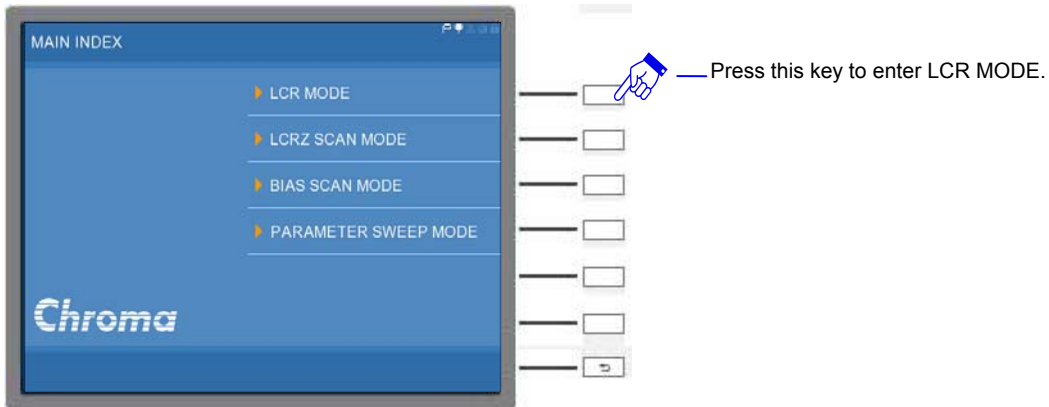 MAIN INDEX
LCR MODE
Press this key to enter LCR MODE.
LCRZ SCAN MODE
BIAS SCAN MODE
PARAMETER SWEEP MODE
Chroma